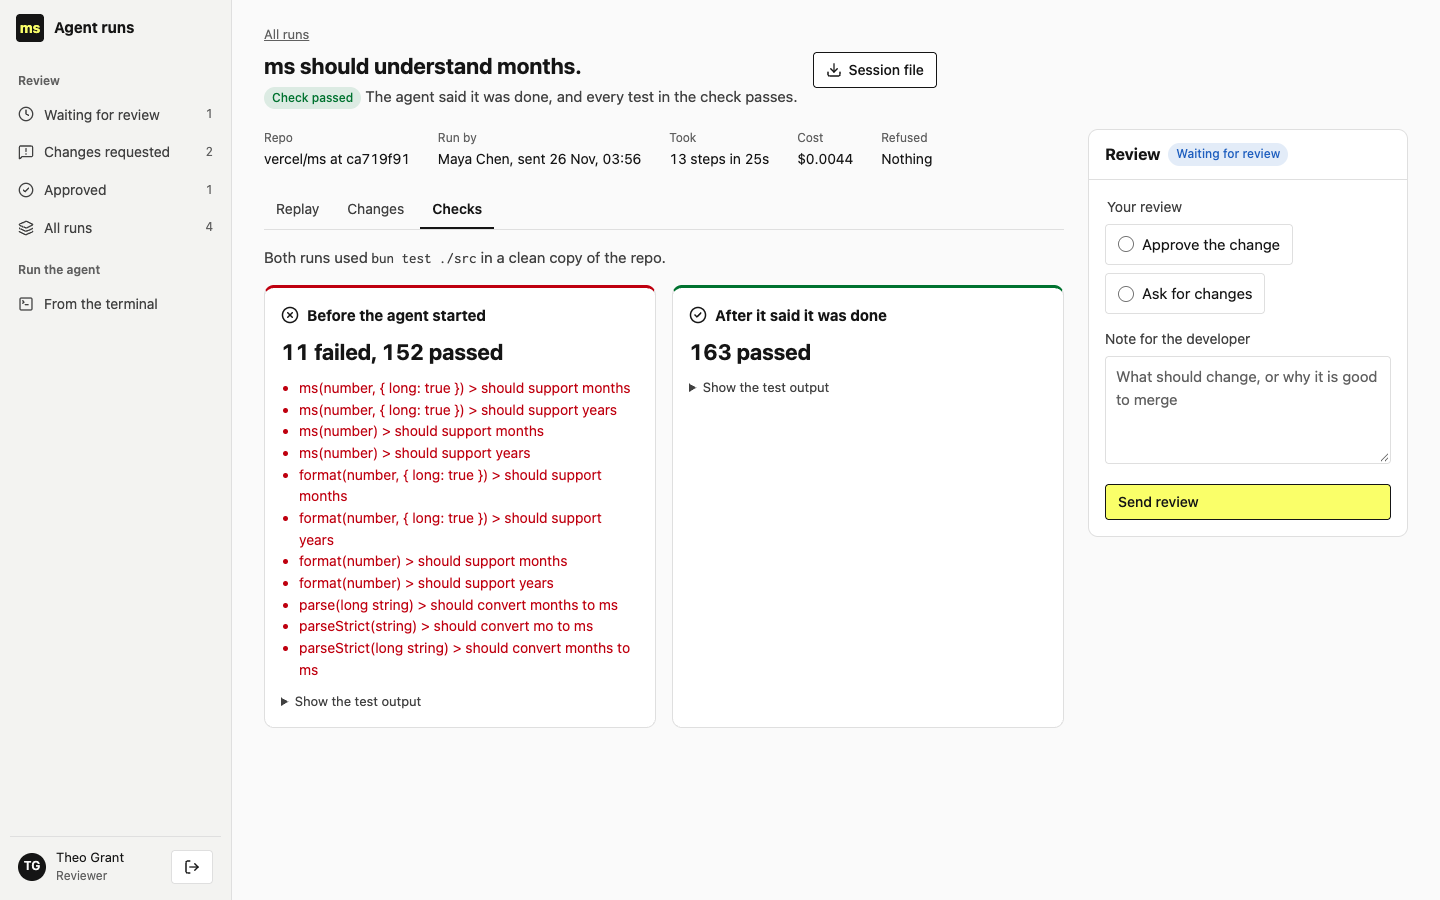 ms Agent runs
Review
Waiting for review 1
Changes requested 2
Approved 1
All runs 4
Run the agent
From the terminal
TG
Theo Grant
Reviewer
All runs
ms should understand months.
Session file
Check passed The agent said it was done, and every test in the check passes.
Repo
vercel/ms at ca719f91
Run by
Maya Chen, sent 26 Nov, 03:56
Took
13 steps in 25s
Cost
$0.0044
Refused
Nothing
Replay Changes Checks
Both runs used bun test ./src in a clean copy of the repo.
Before the agent started
11 failed, 152 passed
ms(number, { long: true }) > should support months
ms(number, { long: true }) > should support years
ms(number) > should support months
ms(number) > should support years
format(number, { long: true }) > should support
months
format(number, { long: true }) > should support
years
format(number) > should support months
format(number) > should support years
parse(long string) > should convert months to ms
parseStrict(string) > should convert mo to ms
parseStrict(long string) > should convert months to
ms
Show the test output
After it said it was done
163 passed
Show the test output
Review Waiting for review
Your review
Approve the change
Ask for changes
Note for the developer
What should change, or why it is good
to merge
Send review